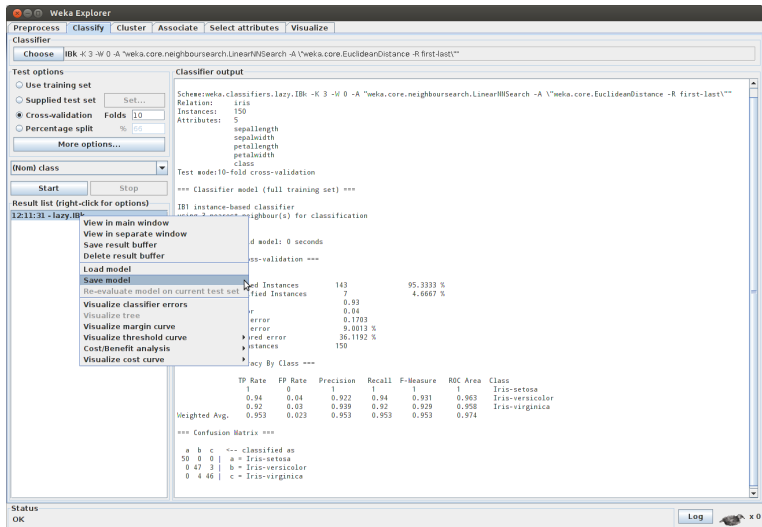 Weka Explorer
Preprocess Classify Cluster Associate Select attributes Visualize
Classifier
Choose IBk -K 3 -W 0 -A "weka.core.neighboursearch.LinearNNSearch -A \"weka.core.EuclideanDistance -R first-last\""
Test options
Use training set
Supplied test set Set...
Cross-validation Folds 10
Percentage split % 66
More options...
(Nom) class
Start Stop
Result list (right-click for options)
12:11:31 - lazy.IBk
View in main window
View in separate window
Save result buffer
Delete result buffer
Load model
Save model
Re-evaluate model on current test set
Visualize classifier errors
Visualize tree
Visualize margin curve
Visualize threshold curve
Cost/Benefit analysis
Visualize cost curve
Classifier output
Scheme:weka.classifiers.lazy.IBk -K 3 -W 0 -A "weka.core.neighboursearch.LinearNNSearch -A \"weka.core.EuclideanDistance -R first-last\""
Relation: iris
Instances: 150
Attributes: 5
sepallength
sepalwidth
petallength
petalwidth
class
Test mode:10-fold cross-validation
=== Classifier model (full training set) ===
IB1 instance-based classifier
using 3 nearest neighbour(s) for classification
d model: 0 seconds
ss-validation ===
ed Instances 143 95.3333 %
fied Instances 7 4.6667 %
0.93
r 0.04
error 0.1703
error 9.0013 %
ared error 36.1192 %
nstances 150
acy By Class ===
TP Rate FP Rate Precision Recall F-Measure ROC Area Class
1 0 1 1 1 1 Iris-setosa
0.94 0.04 0.922 0.94 0.931 0.963 Iris-versicolor
0.92 0.03 0.939 0.92 0.929 0.958 Iris-virginica
Weighted Avg. 0.953 0.023 0.953 0.953 0.953 0.974
=== Confusion Matrix ===
a b c <-- classified as
50 0 0 | a = Iris-setosa
0 47 3 | b = Iris-versicolor
0 4 46 | c = Iris-virginica
Status
OK
Log x 0